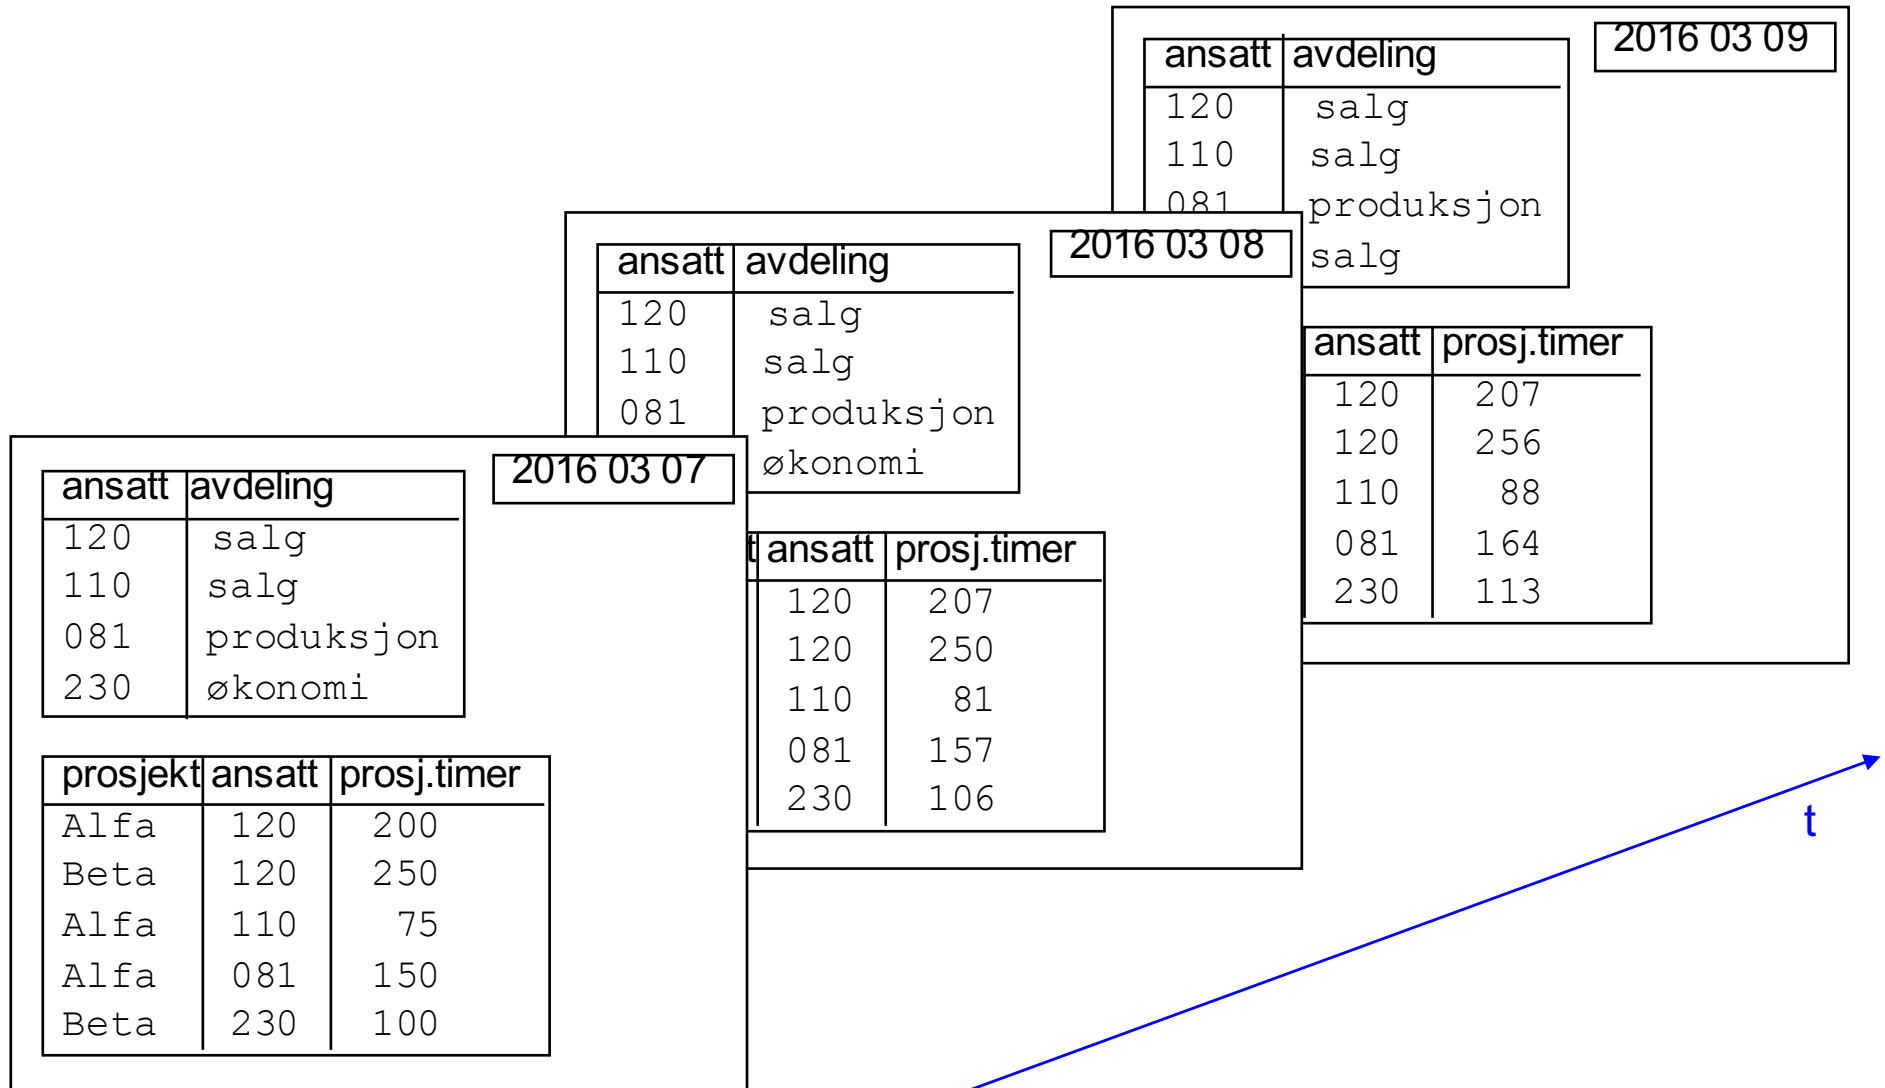 2016 03 07
ansatt avdeling
120 salg
110 salg
081 produksjon
230 økonomi
prosjekt ansatt prosj.timer
Alfa 120 200
Beta 120 250
Alfa 110 75
Alfa 081 150
Beta 230 100
2016 03 08
ansatt avdeling
120 salg
110 salg
081 produksjon
økonomi
t ansatt prosj.timer
120 207
120 250
110 81
081 157
230 106
2016 03 09
ansatt avdeling
120 salg
110 salg
081 produksjon
salg
ansatt prosj.timer
120 207
120 256
110 88
081 164
230 113
t